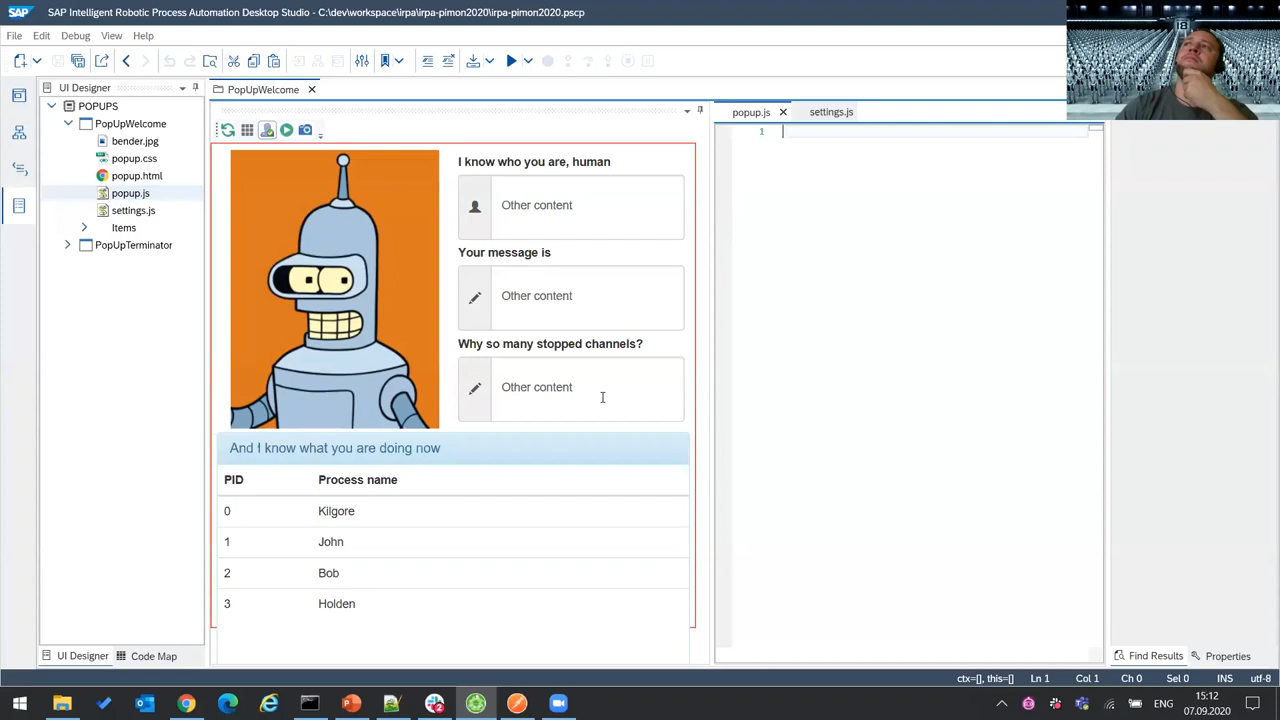 SAP Intelligent Robotic Process Automation Desktop Studio - C:\dev\workspace\irpa\irpa-pimon2020\irpa-pimon2020.pscp
File Edit Debug View Help
UI Designer
PopUpWelcome
POPUPS
PopUpWelcome
bender.jpg
popup.css
popup.html
popup.js
settings.js
Items
PopUpTerminator
I know who you are, human
Other content
Your message is
Other content
Why so many stopped channels?
Other content
And I know what you are doing now
PID Process name
0 Kilgore
1 John
2 Bob
3 Holden
popup.js settings.js
1
UI Designer Code Map
Find Results Properties
ctx=[], this=[] Ln 1 Col 1 Ch 0 Sel 0 INS utf-8
ENG
15:12
07.09.2020